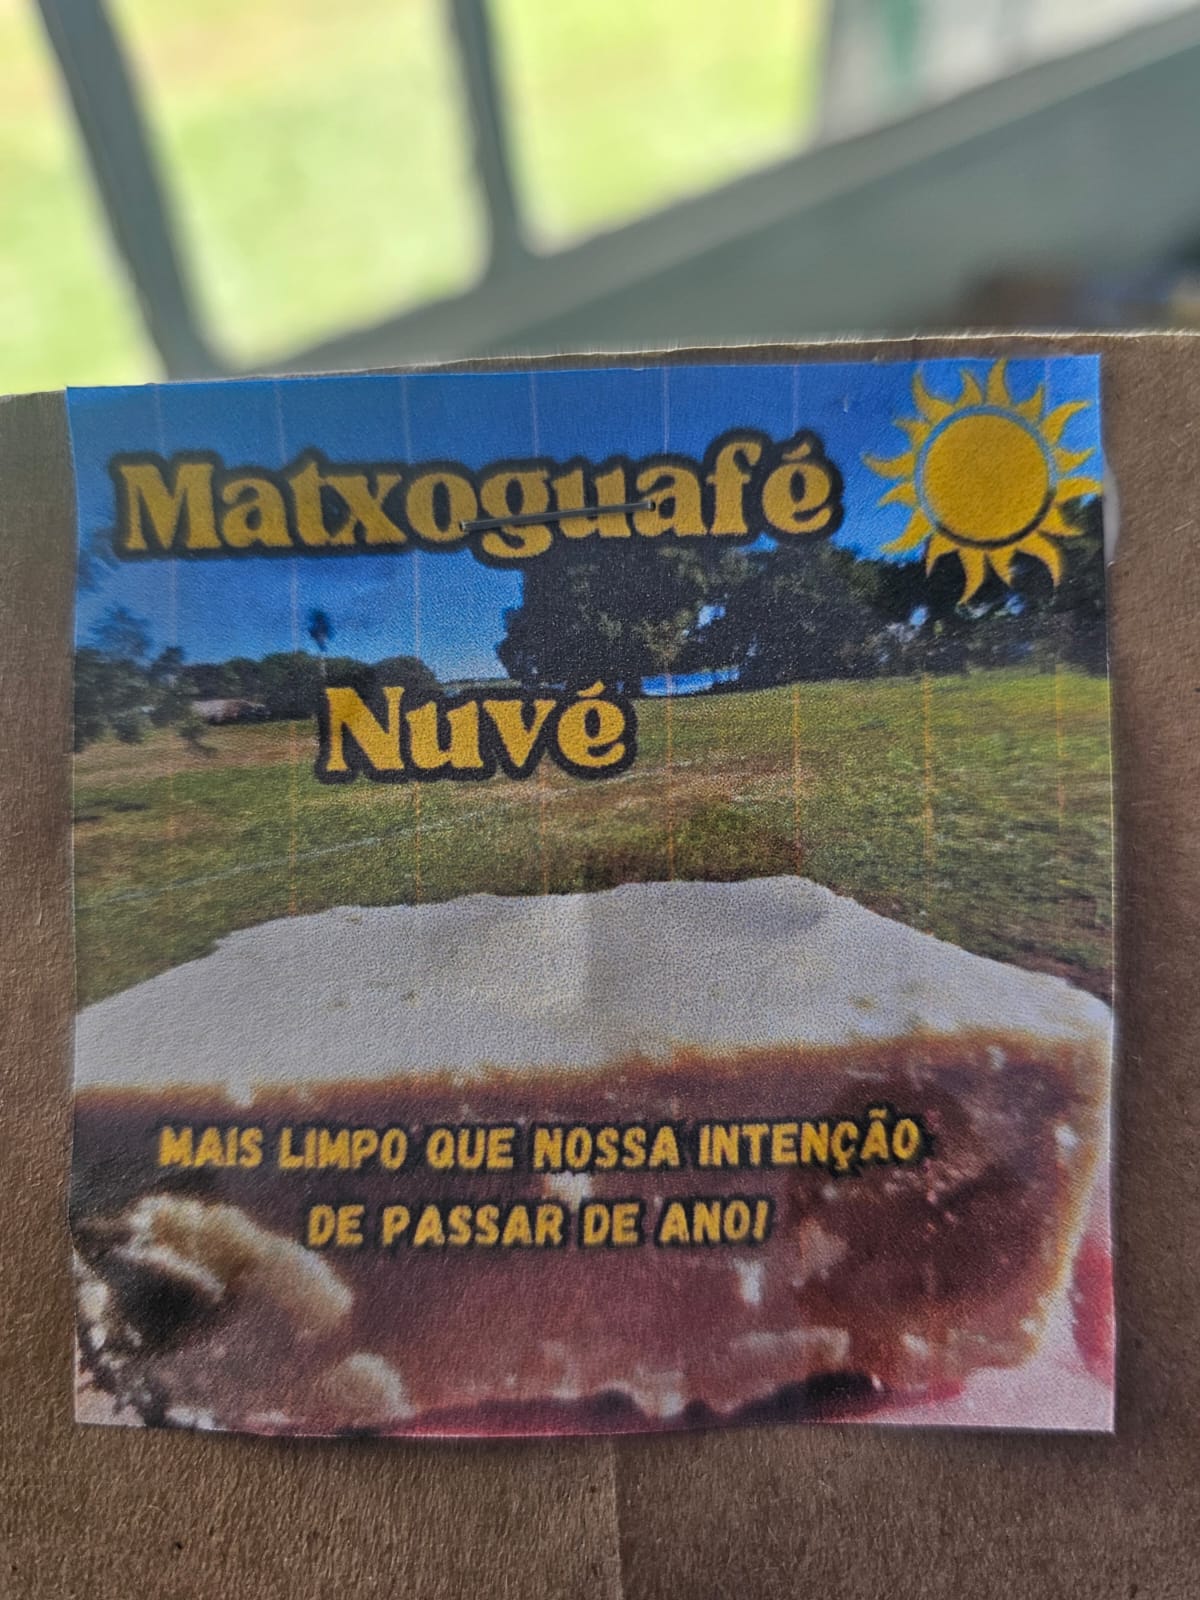 Matxoguafé
Nuvé
MAIS LIMPO QUE NOSSA INTENÇÃO
DE PASSAR DE ANO!